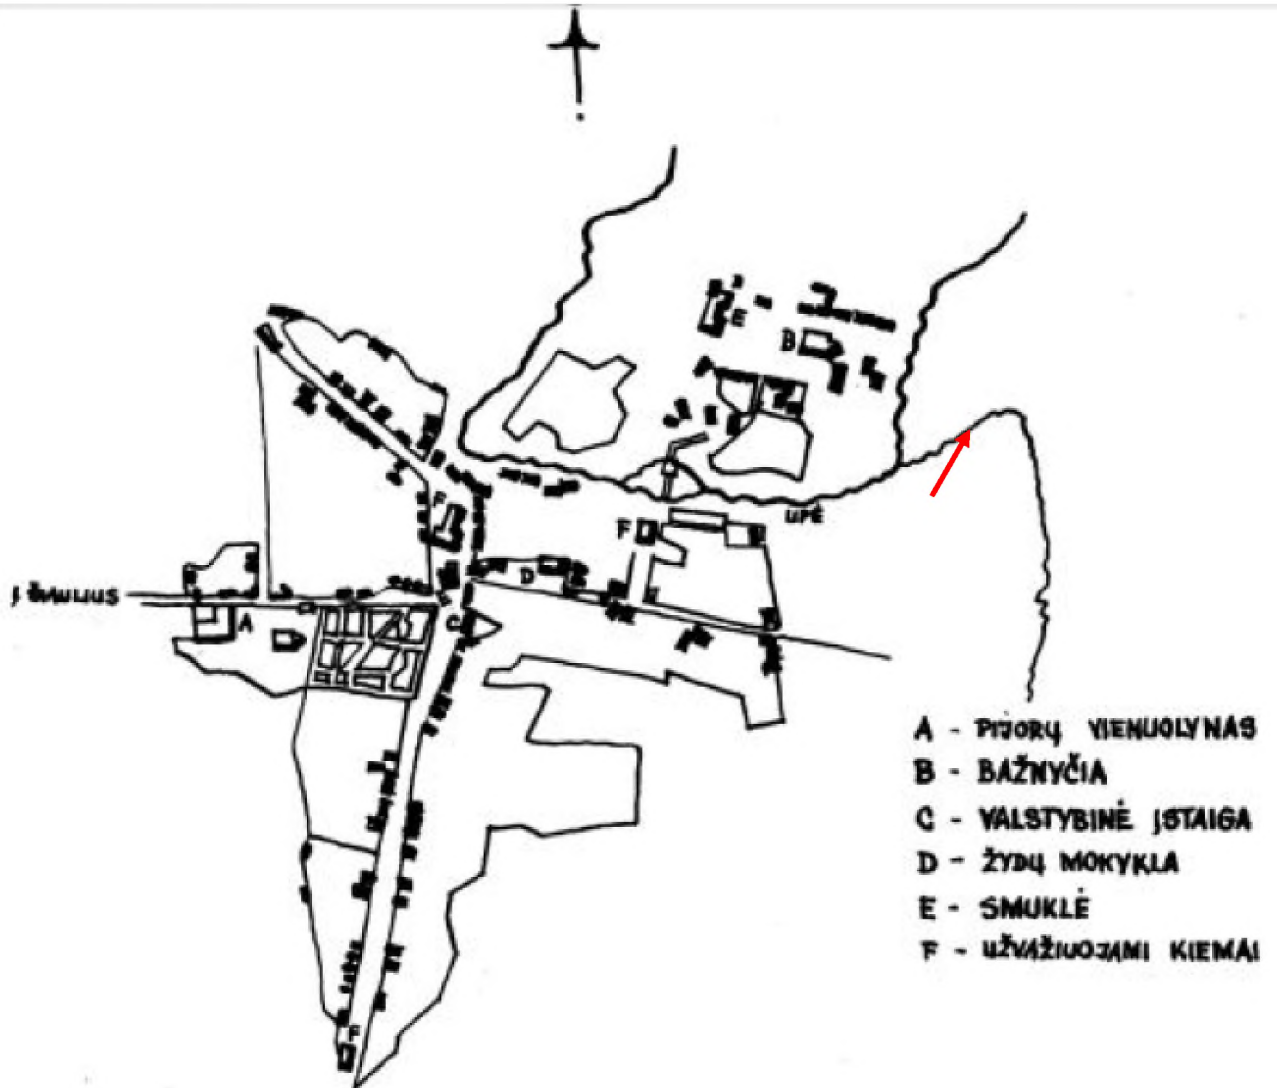 E
B
F
UPĖ
F
D
Į ŠIAULIUS
A
C
A - PIJORŲ VIENUOLYNAS
B - BAŽNYČIA
C - VALSTYBINĖ ĮSTAIGA
D - ŽYDŲ MOKYKLA
E - SMUKLĖ
F - UŽVAŽIUOJAMI KIEMAI
F